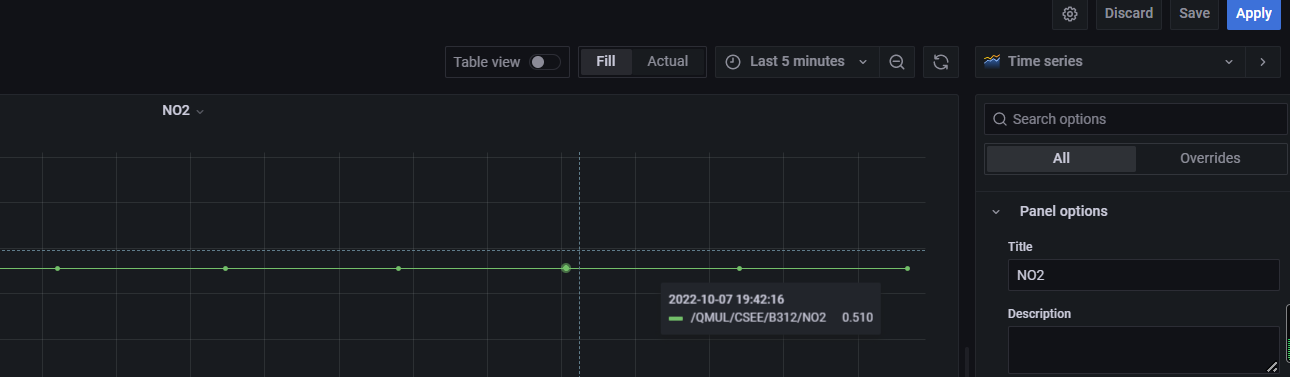 Discard Save Apply
Table view Fill Actual Last 5 minutes Time series
NO2
Search options
All Overrides
Panel options
Title
NO2
Description
2022-10-07 19:42:16
/QMUL/CSEE/B312/NO2 0.510